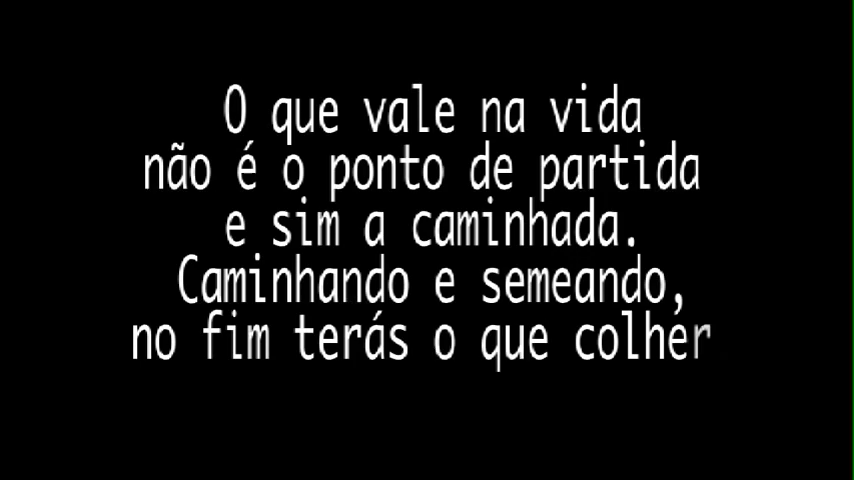 O que vale na vida
não é o ponto de partida
e sim a caminhada.
Caminhando e semeando,
no fim terás o que colher